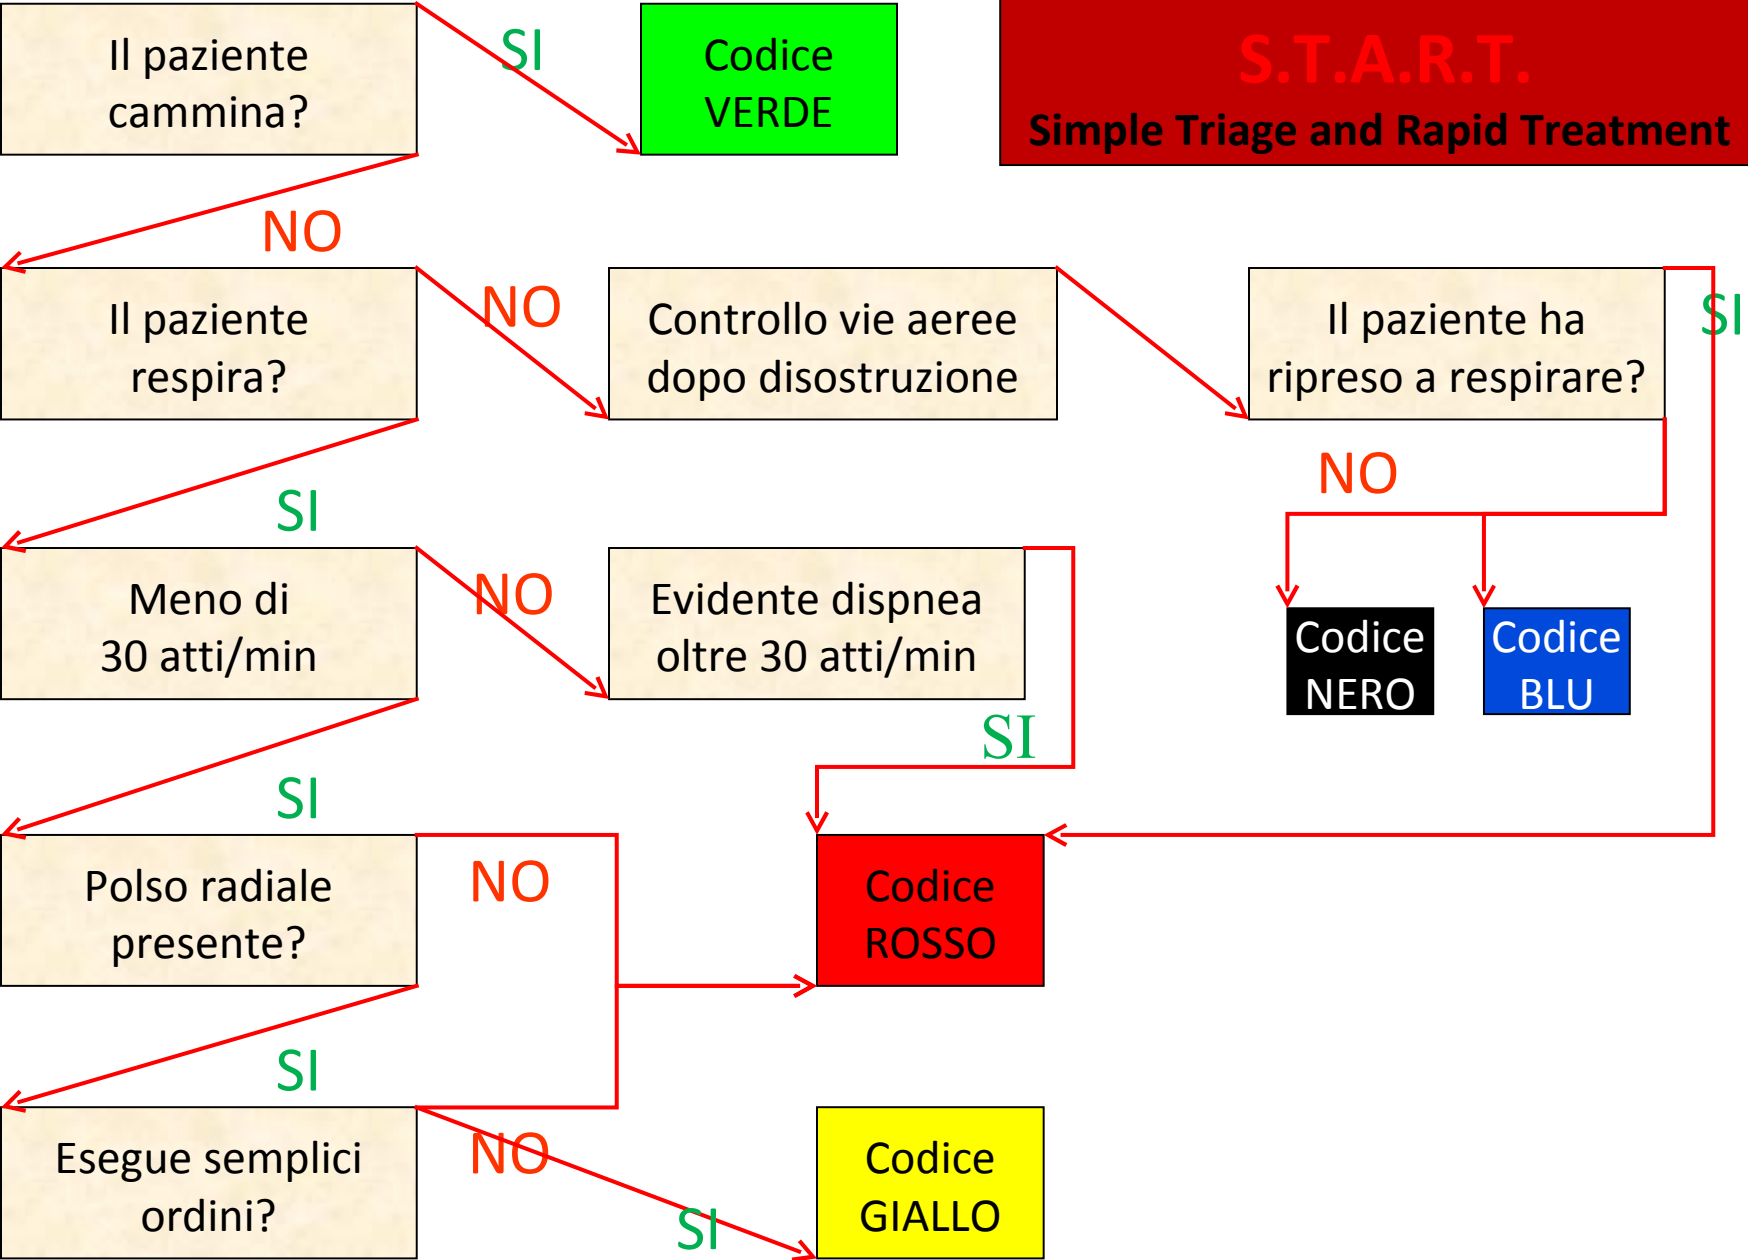 Il paziente
cammina?
SI
Codice
VERDE
S.T.A.R.T.
Simple Triage and Rapid Treatment
NO
Il paziente
respira?
NO
Controllo vie aeree
dopo disostruzione
Il paziente ha
ripreso a respirare?
SI
NO
SI
Meno di
30 atti/min
NO
Evidente dispnea
oltre 30 atti/min
Codice
NERO
Codice
BLU
SI
SI
Polso radiale
presente?
NO
Codice
ROSSO
SI
Esegue semplici
ordini?
NO
SI
Codice
GIALLO